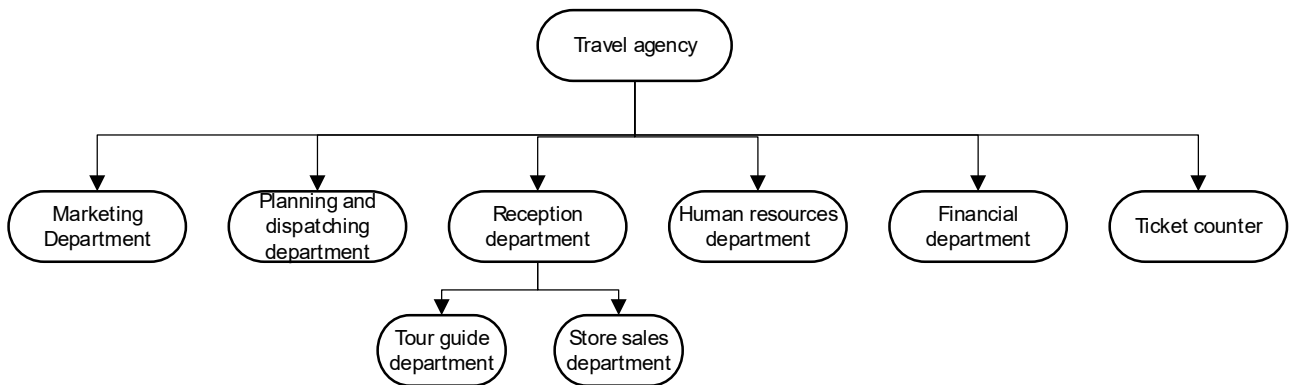 Travel agency
Marketing
Department
Planning and
dispatching
department
Reception
department
Human resources
department
Financial
department
Ticket counter
Tour guide
department
Store sales
department